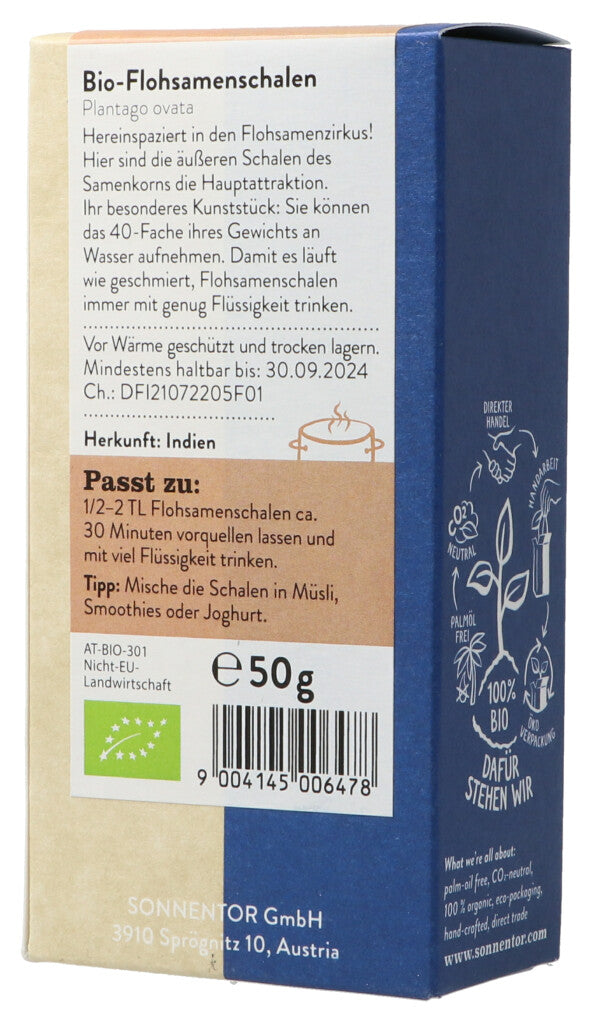 Bio-Flohsamenschalen
Plantago ovata
Hereinspaziert in den Flohsamenzirkus!
Hier sind die äußeren Schalen des
Samenkorns die Hauptattraktion.
Ihr besonderes Kunststück: Sie können
das 40-Fache ihres Gewichts an
Wasser aufnehmen. Damit es läuft
wie geschmiert, Flohsamenschalen
immer mit genug Flüssigkeit trinken.
Vor Wärme geschützt und trocken lagern.
Mindestens haltbar bis: 30.09.2024
Ch.: DFI21072205F01
Herkunft: Indien
Passt zu:
1/2–2 TL Flohsamenschalen ca.
30 Minuten vorquellen lassen und
mit viel Flüssigkeit trinken.
Tipp: Mische die Schalen in Müsli,
Smoothies oder Joghurt.
AT-BIO-301
Nicht-EU-
Landwirtschaft
℮ 50 g
9 004145 006478
SONNENTOR GmbH
3910 Sprögnitz 10, Austria
DIREKTER
HANDEL
HANDARBEIT
CO2
NEUTRAL
PALMÖL
FREI
100%
BIO
ÖKO
VERPACKUNG
DAFÜR
STEHEN WIR
What we're all about:
palm-oil free, CO₂-neutral,
100 % organic, eco-packaging,
hand-crafted, direct trade
www.sonnentor.com